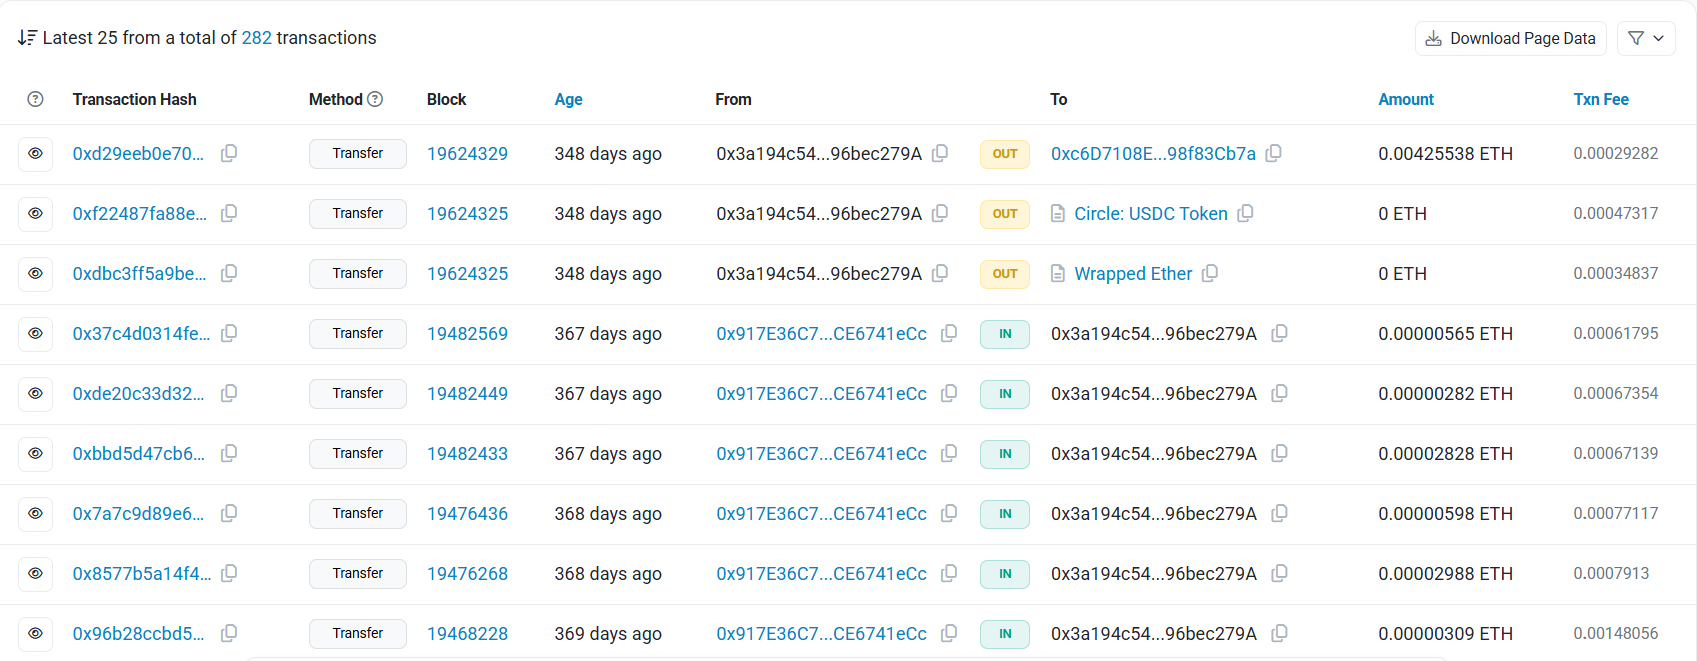 Latest 25 from a total of 282 transactions
Download Page Data
Transaction Hash Method Block Age From To Amount Txn Fee
0xd29eeb0e70... Transfer 19624329 348 days ago 0x3a194c54...96bec279A OUT 0xc6D7108E...98f83Cb7a 0.00425538 ETH 0.00029282
0xf22487fa88e... Transfer 19624325 348 days ago 0x3a194c54...96bec279A OUT Circle: USDC Token 0 ETH 0.00047317
0xdbc3ff5a9be... Transfer 19624325 348 days ago 0x3a194c54...96bec279A OUT Wrapped Ether 0 ETH 0.00034837
0x37c4d0314fe... Transfer 19482569 367 days ago 0x917E36C7...CE6741eCc IN 0x3a194c54...96bec279A 0.00000565 ETH 0.00061795
0xde20c33d32... Transfer 19482449 367 days ago 0x917E36C7...CE6741eCc IN 0x3a194c54...96bec279A 0.00000282 ETH 0.00067354
0xbbd5d47cb6... Transfer 19482433 367 days ago 0x917E36C7...CE6741eCc IN 0x3a194c54...96bec279A 0.00002828 ETH 0.00067139
0x7a7c9d89e6... Transfer 19476436 368 days ago 0x917E36C7...CE6741eCc IN 0x3a194c54...96bec279A 0.00000598 ETH 0.00077117
0x8577b5a14f4... Transfer 19476268 368 days ago 0x917E36C7...CE6741eCc IN 0x3a194c54...96bec279A 0.00002988 ETH 0.0007913
0x96b28ccbd5... Transfer 19468228 369 days ago 0x917E36C7...CE6741eCc IN 0x3a194c54...96bec279A 0.00000309 ETH 0.00148056